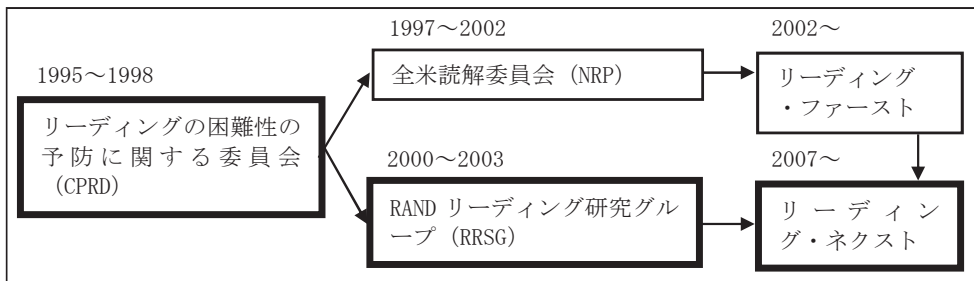 1995～1998
リーディングの困難性の
予防に関する委員会
（CPRD）
1997～2002
全米読解委員会（NRP）
2002～
リーディング
・ファースト
2000～2003
RAND リーディング研究グル
ープ（RRSG）
2007～
リーディン
グ・ネクスト